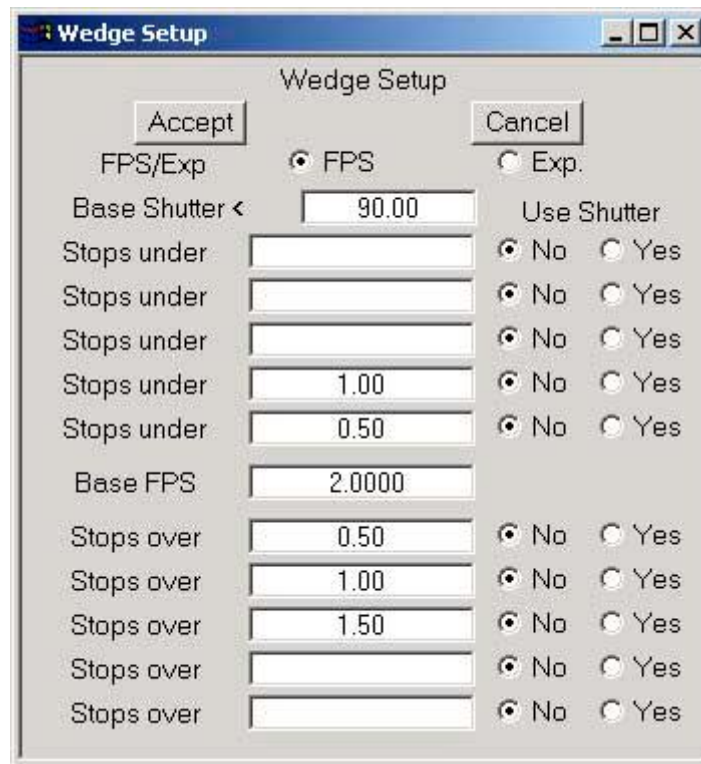 Wedge Setup
Wedge Setup
Accept Cancel
FPS/Exp FPS Exp.
Base Shutter < 90.00 Use Shutter
Stops under No Yes
Stops under No Yes
Stops under No Yes
Stops under 1.00 No Yes
Stops under 0.50 No Yes
Base FPS 2.0000
Stops over 0.50 No Yes
Stops over 1.00 No Yes
Stops over 1.50 No Yes
Stops over No Yes
Stops over No Yes